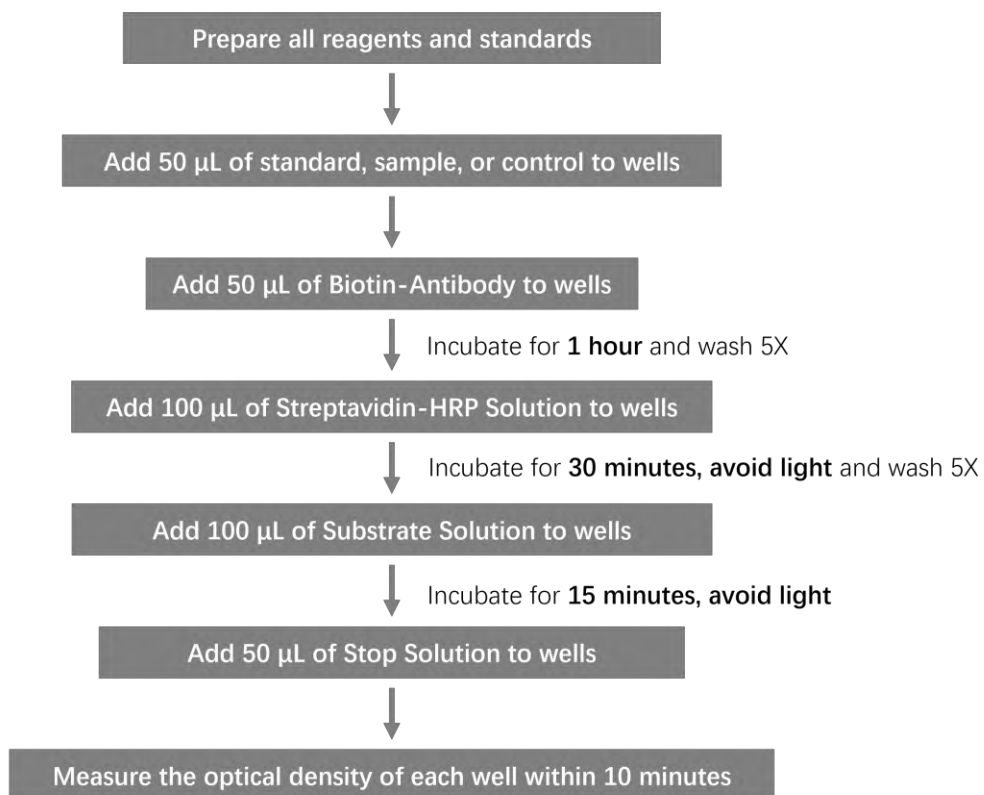 Prepare all reagents and standards
Add 50 μL of standard, sample, or control to wells
Add 50 μL of Biotin-Antibody to wells
Incubate for 1 hour and wash 5X
Add 100 μL of Streptavidin-HRP Solution to wells
Incubate for 30 minutes, avoid light and wash 5X
Add 100 μL of Substrate Solution to wells
Incubate for 15 minutes, avoid light
Add 50 μL of Stop Solution to wells
Measure the optical density of each well within 10 minutes